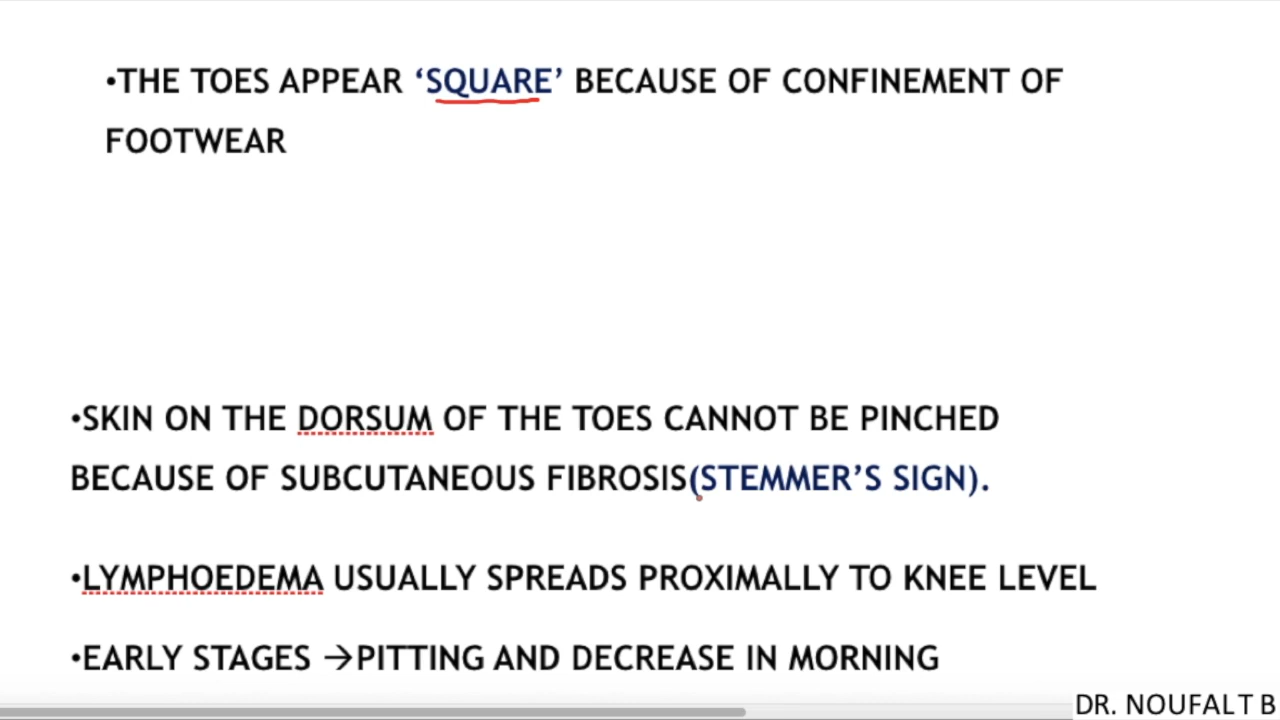 •THE TOES APPEAR ‘SQUARE’ BECAUSE OF CONFINEMENT OF
FOOTWEAR
•SKIN ON THE DORSUM OF THE TOES CANNOT BE PINCHED
BECAUSE OF SUBCUTANEOUS FIBROSIS(STEMMER’S SIGN).
•LYMPHOEDEMA USUALLY SPREADS PROXIMALLY TO KNEE LEVEL
•EARLY STAGES →PITTING AND DECREASE IN MORNING
DR. NOUFALT B